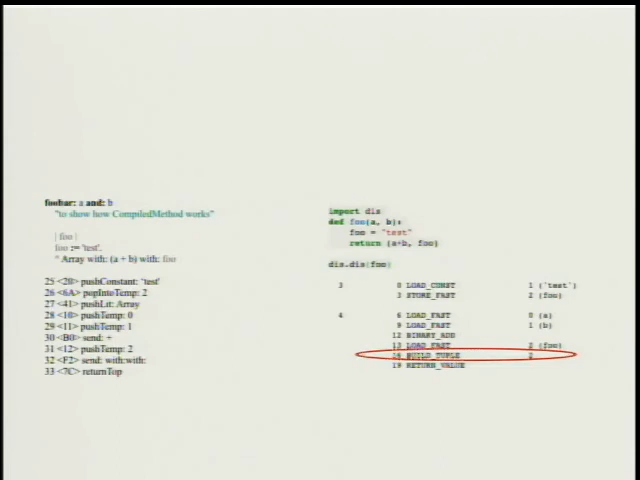 foobar: a and: b
"to show how CompiledMethod works"
| foo |
foo := 'test'.
^ Array with: (a + b) with: foo
25 <20> pushConstant: 'test'
26 <6A> popIntoTemp: 2
27 <41> pushLit: Array
28 <10> pushTemp: 0
29 <11> pushTemp: 1
30 <B0> send: +
31 <12> pushTemp: 2
32 <F2> send: with:with:
33 <7C> returnTop
import dis
def foo(a, b):
foo = "test"
return (a+b, foo)
dis.dis(foo)
3 0 LOAD_CONST 1 ('test')
3 STORE_FAST 2 (foo)
4 6 LOAD_FAST 0 (a)
9 LOAD_FAST 1 (b)
12 BINARY_ADD
13 LOAD_FAST 2 (foo)
16 BUILD_TUPLE 2
19 RETURN_VALUE